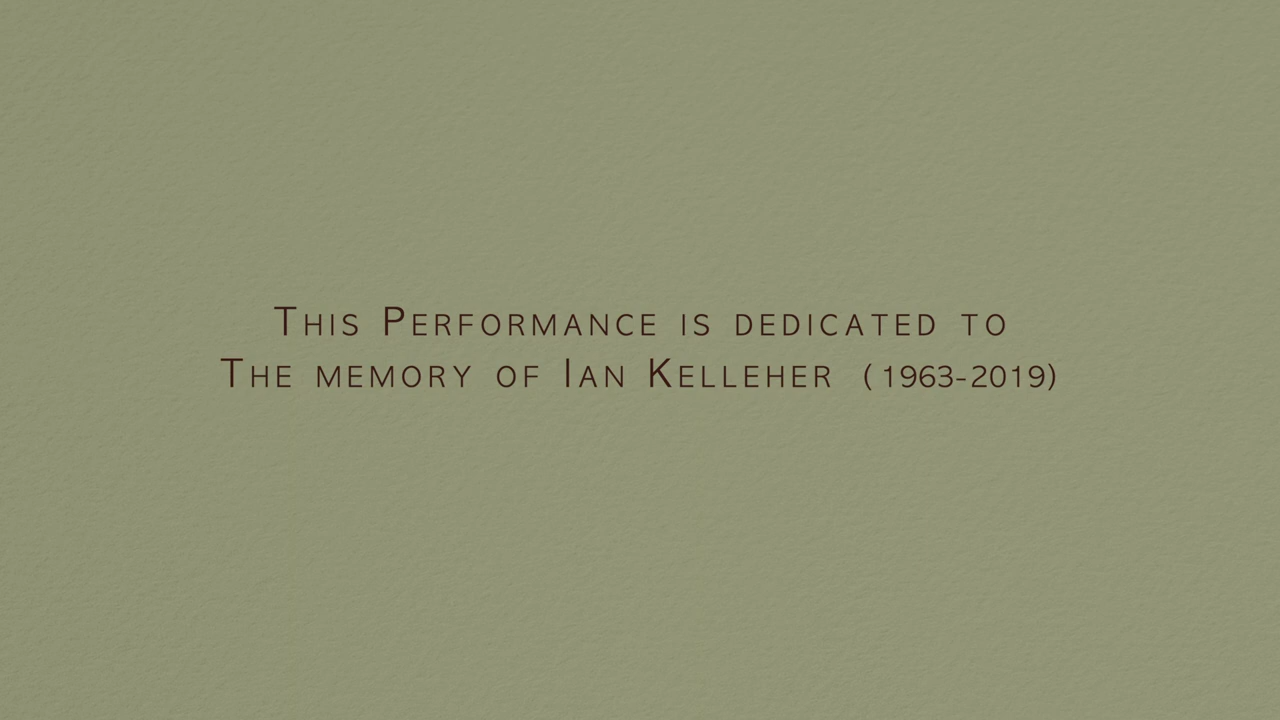 This Performance is dedicated to
The memory of Ian Kelleher (1963-2019)